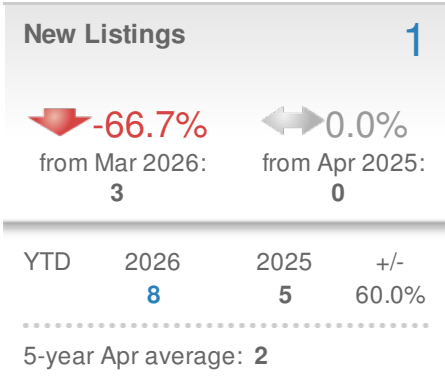 New Listings 1
-66.7% 0.0%
from Mar 2026: from Apr 2025:
3 0
YTD 2026 2025 +/-
8 5 60.0%
5-year Apr average: 2